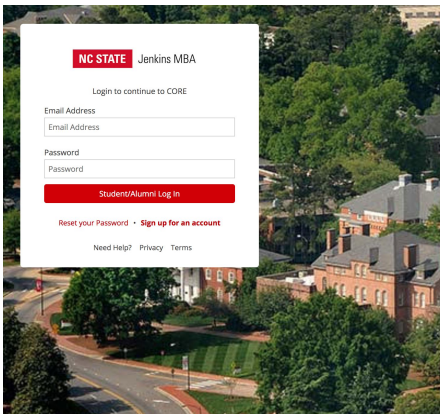 NC STATE Jenkins MBA
Login to continue to CORE
Email Address
Email Address
Password
Password
Student/Alumni Log In
Reset your Password • Sign up for an account
Need Help? Privacy Terms